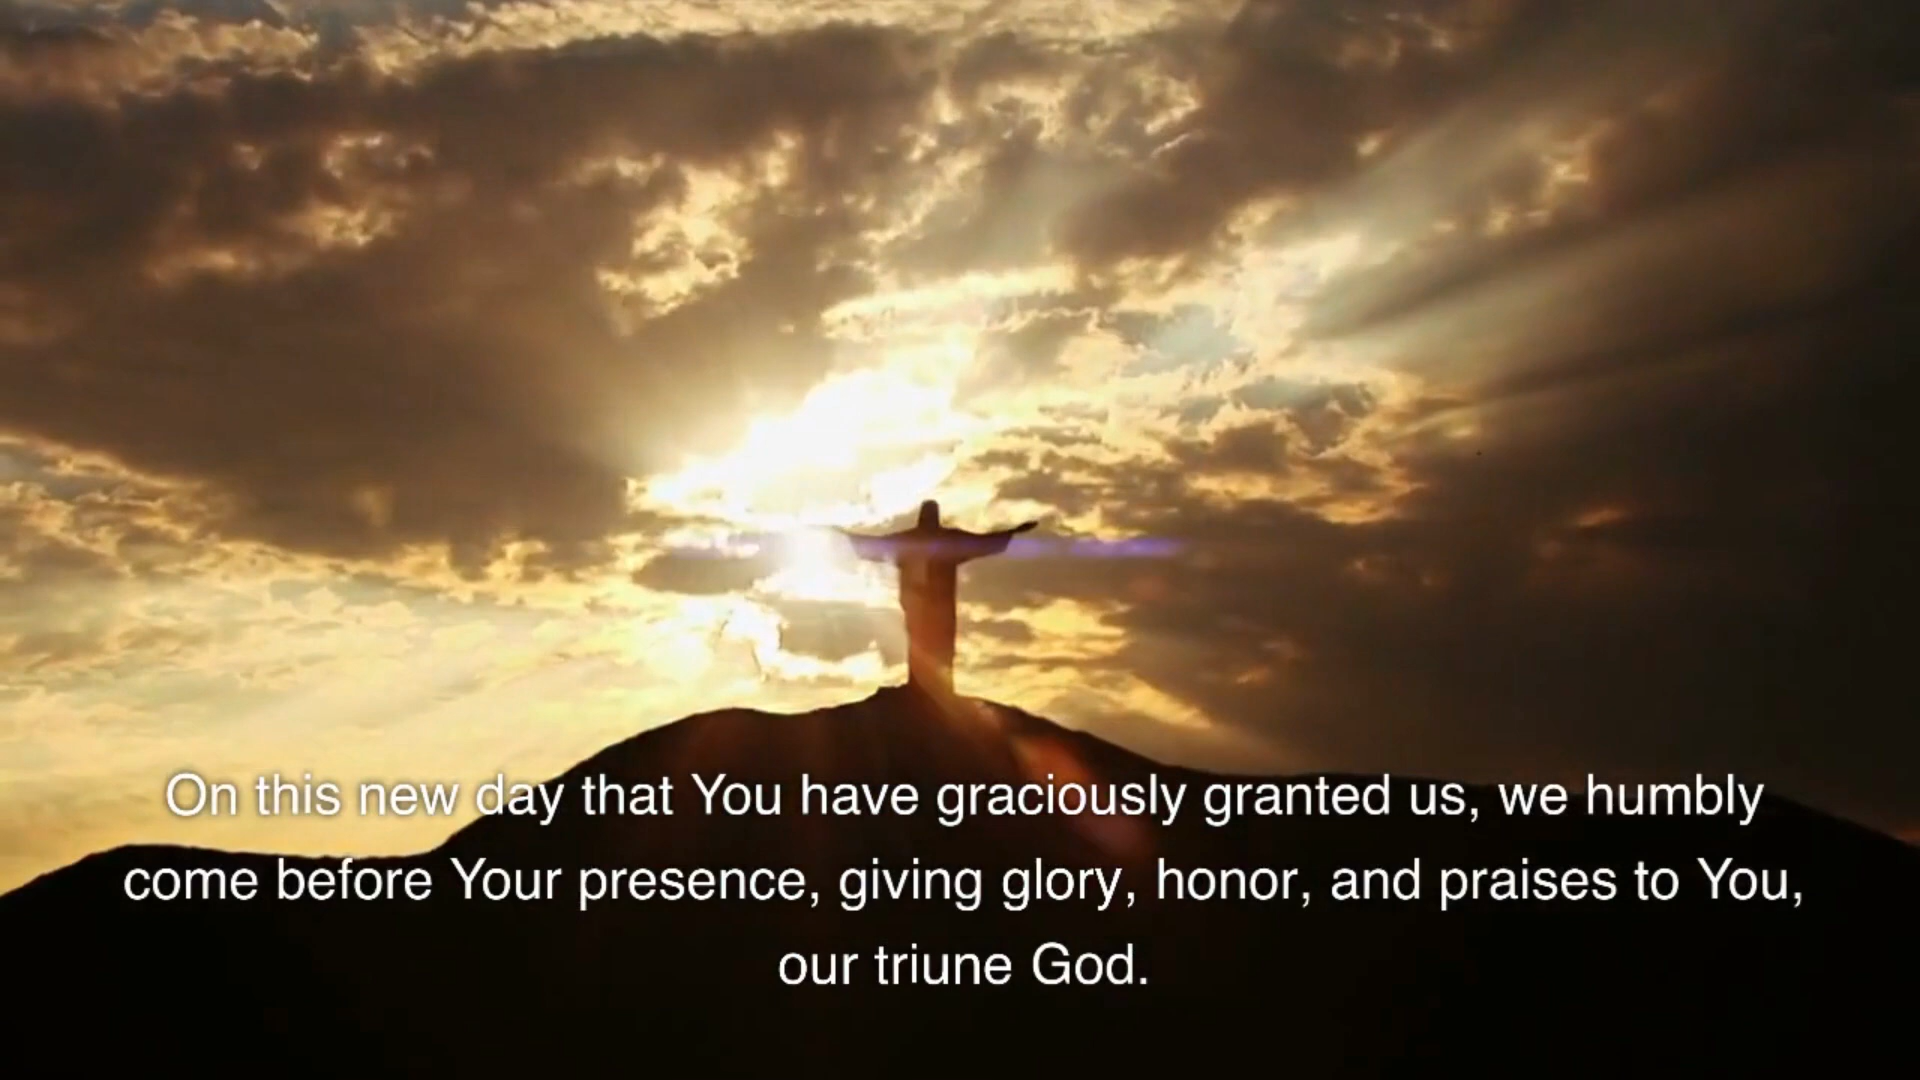 On this new day that You have graciously granted us, we humbly
come before Your presence, giving glory, honor, and praises to You,
our triune God.